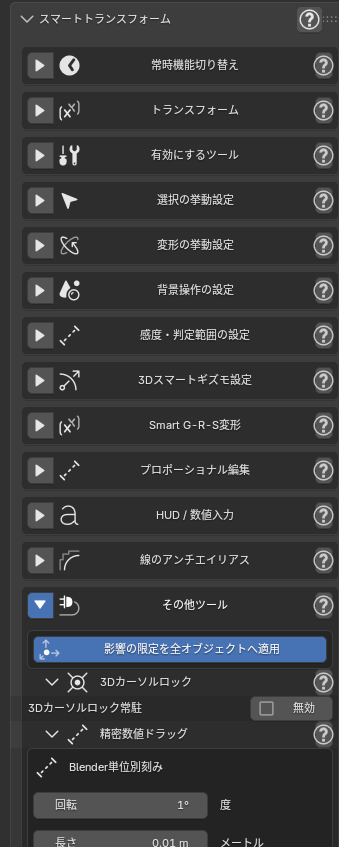 スマートトランスフォーム
常時機能切り替え
トランスフォーム
有効にするツール
選択の挙動設定
変形の挙動設定
背景操作の設定
感度・判定範囲の設定
3Dスマートギズモ設定
Smart G-R-S変形
プロポーショナル編集
HUD / 数値入力
線のアンチエイリアス
その他ツール
影響の限定を全オブジェクトへ適用
3Dカーソルロック
3Dカーソルロック常駐 無効
精密数値ドラッグ
Blender単位別刻み
回転 1° 度
長さ 0.01 m メートル